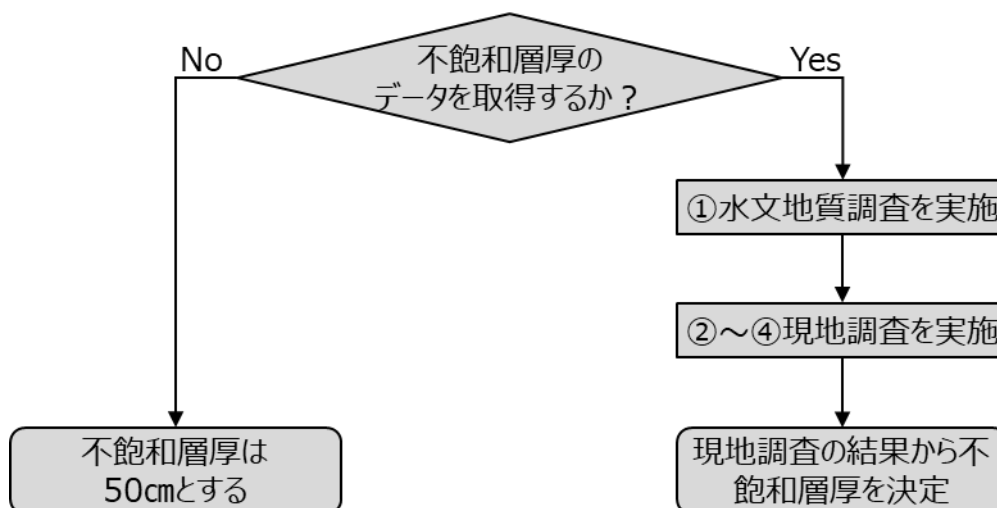 不飽和層厚の
データを取得するか？
No
Yes
①水文地質調査を実施
②～④現地調査を実施
不飽和層厚は
50㎝とする
現地調査の結果から不
飽和層厚を決定